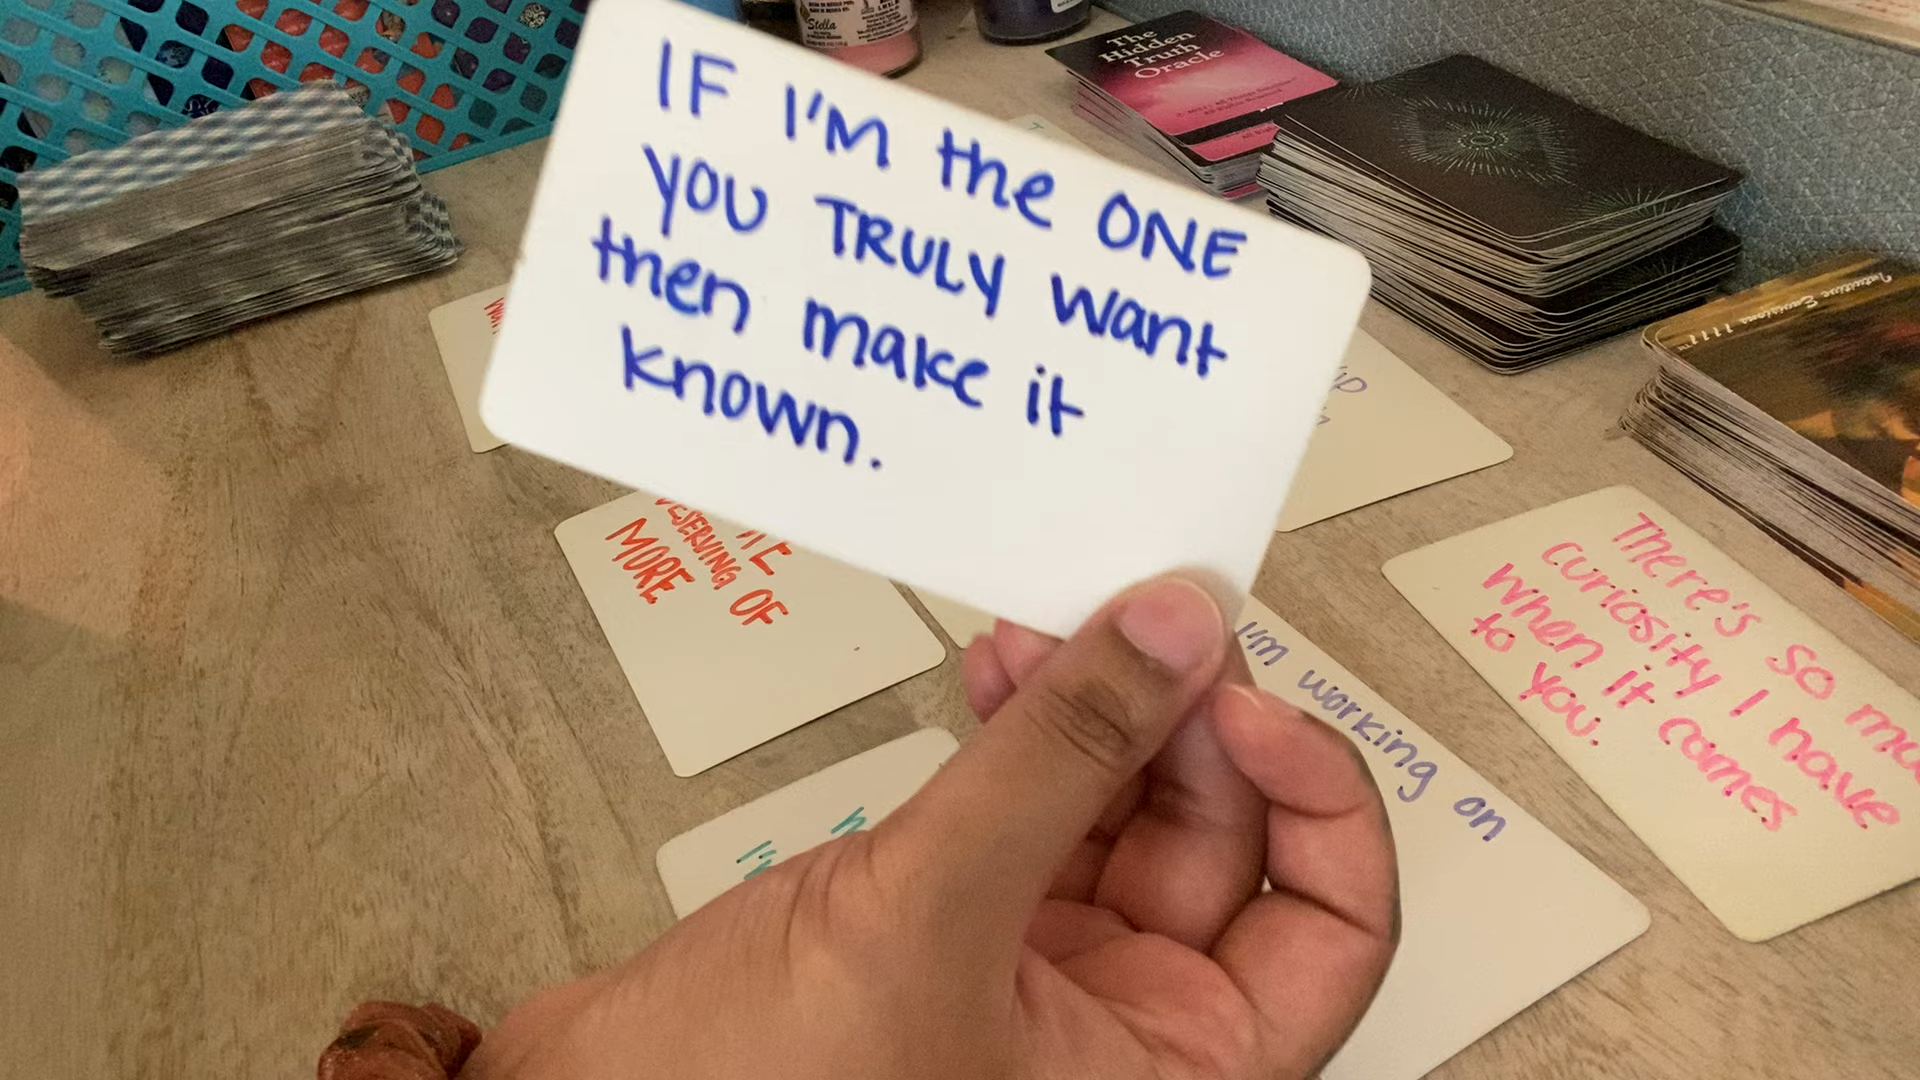 IF I'M the ONE
YOU TRULY Want
then make it
known.
The
Hidden
Truth
Oracle
Stella
DESERVING OF
MORE.
I'm working on
There's so
curiosity I have
when it comes
to you.